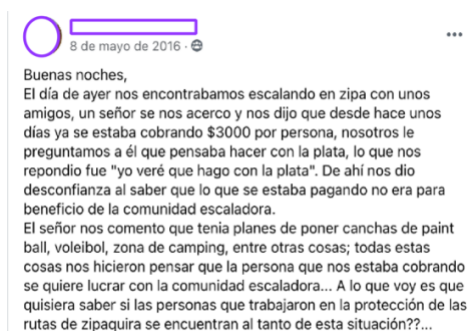 8 de mayo de 2016 ·
Buenas noches,
El día de ayer nos encontrabamos escalando en zipa con unos
amigos, un señor se nos acerco y nos dijo que desde hace unos
días ya se estaba cobrando $3000 por persona, nosotros le
preguntamos a él que pensaba hacer con la plata, lo que nos
repondio fue "yo veré que hago con la plata". De ahí nos dio
desconfianza al saber que lo que se estaba pagando no era para
beneficio de la comunidad escaladora.
El señor nos comento que tenia planes de poner canchas de paint
ball, voleibol, zona de camping, entre otras cosas; todas estas
cosas nos hicieron pensar que la persona que nos estaba cobrando
se quiere lucrar con la comunidad escaladora... A lo que voy es que
quisiera saber si las personas que trabajaron en la protección de las
rutas de zipaquira se encuentran al tanto de esta situación??...